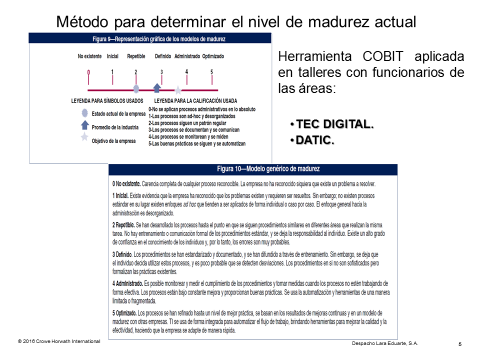 Método para determinar el nivel de madurez actual
Figura 8—Representación gráfica de los modelos de madurez
No existente Inicial Repetible Definido Administrado Optimizado
0 1 2 3 4 5
LEYENDA PARA SÍMBOLOS USADOS
Estado actual de la empresa
Promedio de la industria
Objetivo de la empresa
LEYENDA PARA LA CALIFICACIÓN USADA
0-No se aplican procesos administrativos en lo absoluto
1-Los procesos son ad-hoc y desorganizados
2-Los procesos siguen un patrón regular
3-Los procesos se documentan y se comunican
4-Los procesos se monitorean y se miden
5-Las buenas prácticas se siguen y se automatizan
Herramienta COBIT aplicada
en talleres con funcionarios de
las áreas:
•TEC DIGITAL.
•DATIC.
Figura 10—Modelo genérico de madurez
0 No existente. Carencia completa de cualquier proceso reconocible. La empresa no ha reconocido siquiera que existe un problema a resolver.
1 Inicial. Existe evidencia que la empresa ha reconocido que los problemas existen y requieren ser resueltos. Sin embargo; no existen procesos
estándar en su lugar existen enfoques ad hoc que tienden a ser aplicados de forma individual o caso por caso. El enfoque general hacia la
administración es desorganizado.
2 Repetible. Se han desarrollado los procesos hasta el punto en que se siguen procedimientos similares en diferentes áreas que realizan la misma
tarea. No hay entrenamiento o comunicación formal de los procedimientos estándar, y se deja la responsabilidad al individuo. Existe un alto grado
de confianza en el conocimiento de los individuos y, por lo tanto, los errores son muy probables.
3 Definido. Los procedimientos se han estandarizado y documentado, y se han difundido a través de entrenamiento. Sin embargo, se deja que
el individuo decida utilizar estos procesos, y es poco probable que se detecten desviaciones. Los procedimientos en sí no son sofisticados pero
formalizan las prácticas existentes.
4 Administrado. Es posible monitorear y medir el cumplimiento de los procedimientos y tomar medidas cuando los procesos no estén trabajando de
forma efectiva. Los procesos están bajo constante mejora y proporcionan buenas prácticas. Se usa la automatización y herramientas de una manera
limitada o fragmentada.
5 Optimizado. Los procesos se han refinado hasta un nivel de mejor práctica, se basan en los resultados de mejoras continuas y en un modelo de
madurez con otras empresas. TI se usa de forma integrada para automatizar el flujo de trabajo, brindando herramientas para mejorar la calidad y la
efectividad, haciendo que la empresa se adapte de manera rápida.
© 2016 Crowe Horwath International
Despacho Lara Eduarte, S.A.